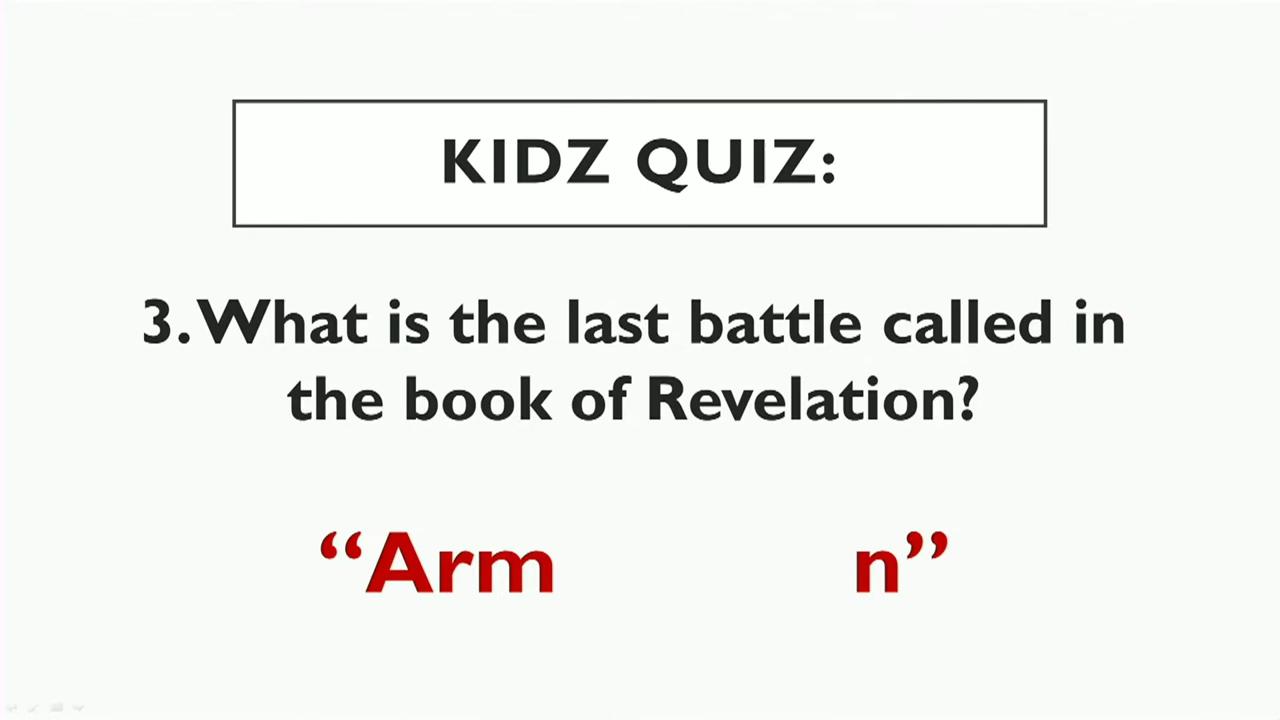 KIDZ QUIZ:
3. What is the last battle called in
the book of Revelation?
“Arm n”